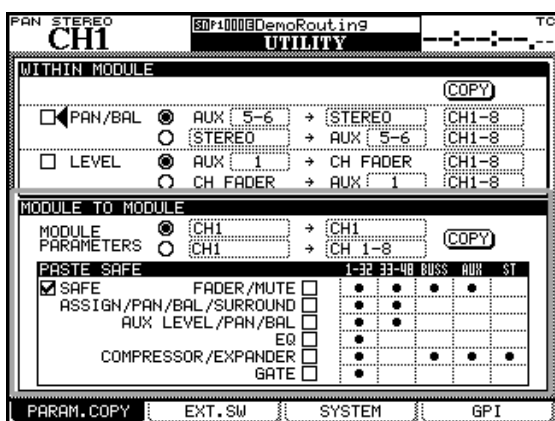 PAN STEREO
CH1
P10003DemoRouting
UTILITY
TC
--:--:--.--
WITHIN MODULE
COPY
PAN/BAL AUX 5-6 → STEREO CH1-8
STEREO → AUX 5-6 CH1-8
LEVEL AUX 1 → CH FADER CH1-8
CH FADER → AUX 1 CH1-8
MODULE TO MODULE
MODULE PARAMETERS
CH1 → CH1
CH1 → CH 1-8
COPY
PASTE SAFE 1-32 33-48 BUSS AUX ST
SAFE FADER/MUTE
ASSIGN/PAN/BAL/SURROUND
AUX LEVEL/PAN/BAL
EQ
COMPRESSOR/EXPANDER
GATE
PARAM.COPY EXT.SW SYSTEM GPI